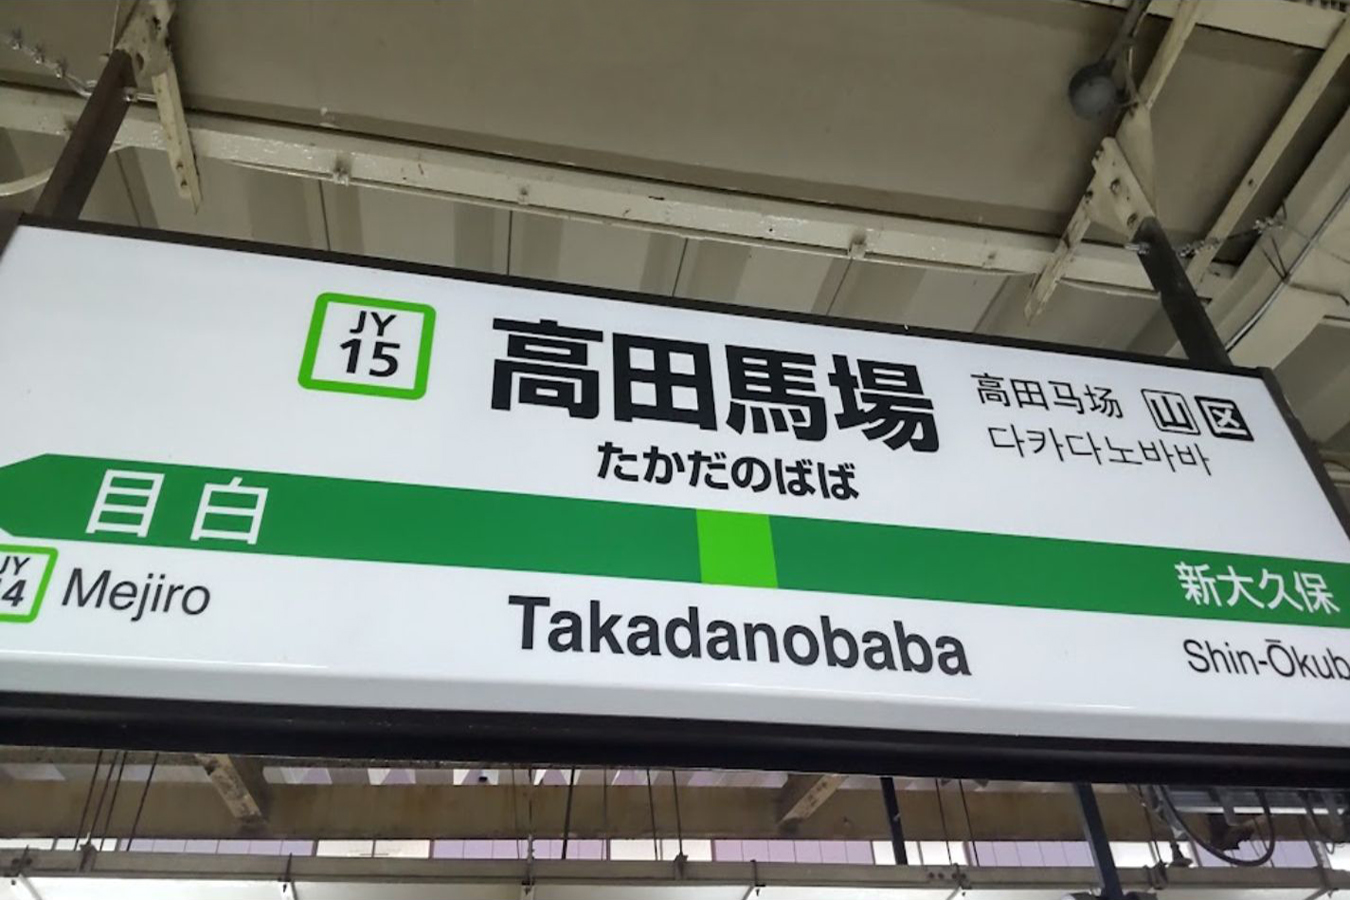 JY
15
高田馬場
たかだのばば
高田马场
山 区
다카다노바바
目白
新大久保
JY
Mejiro
Takadanobaba